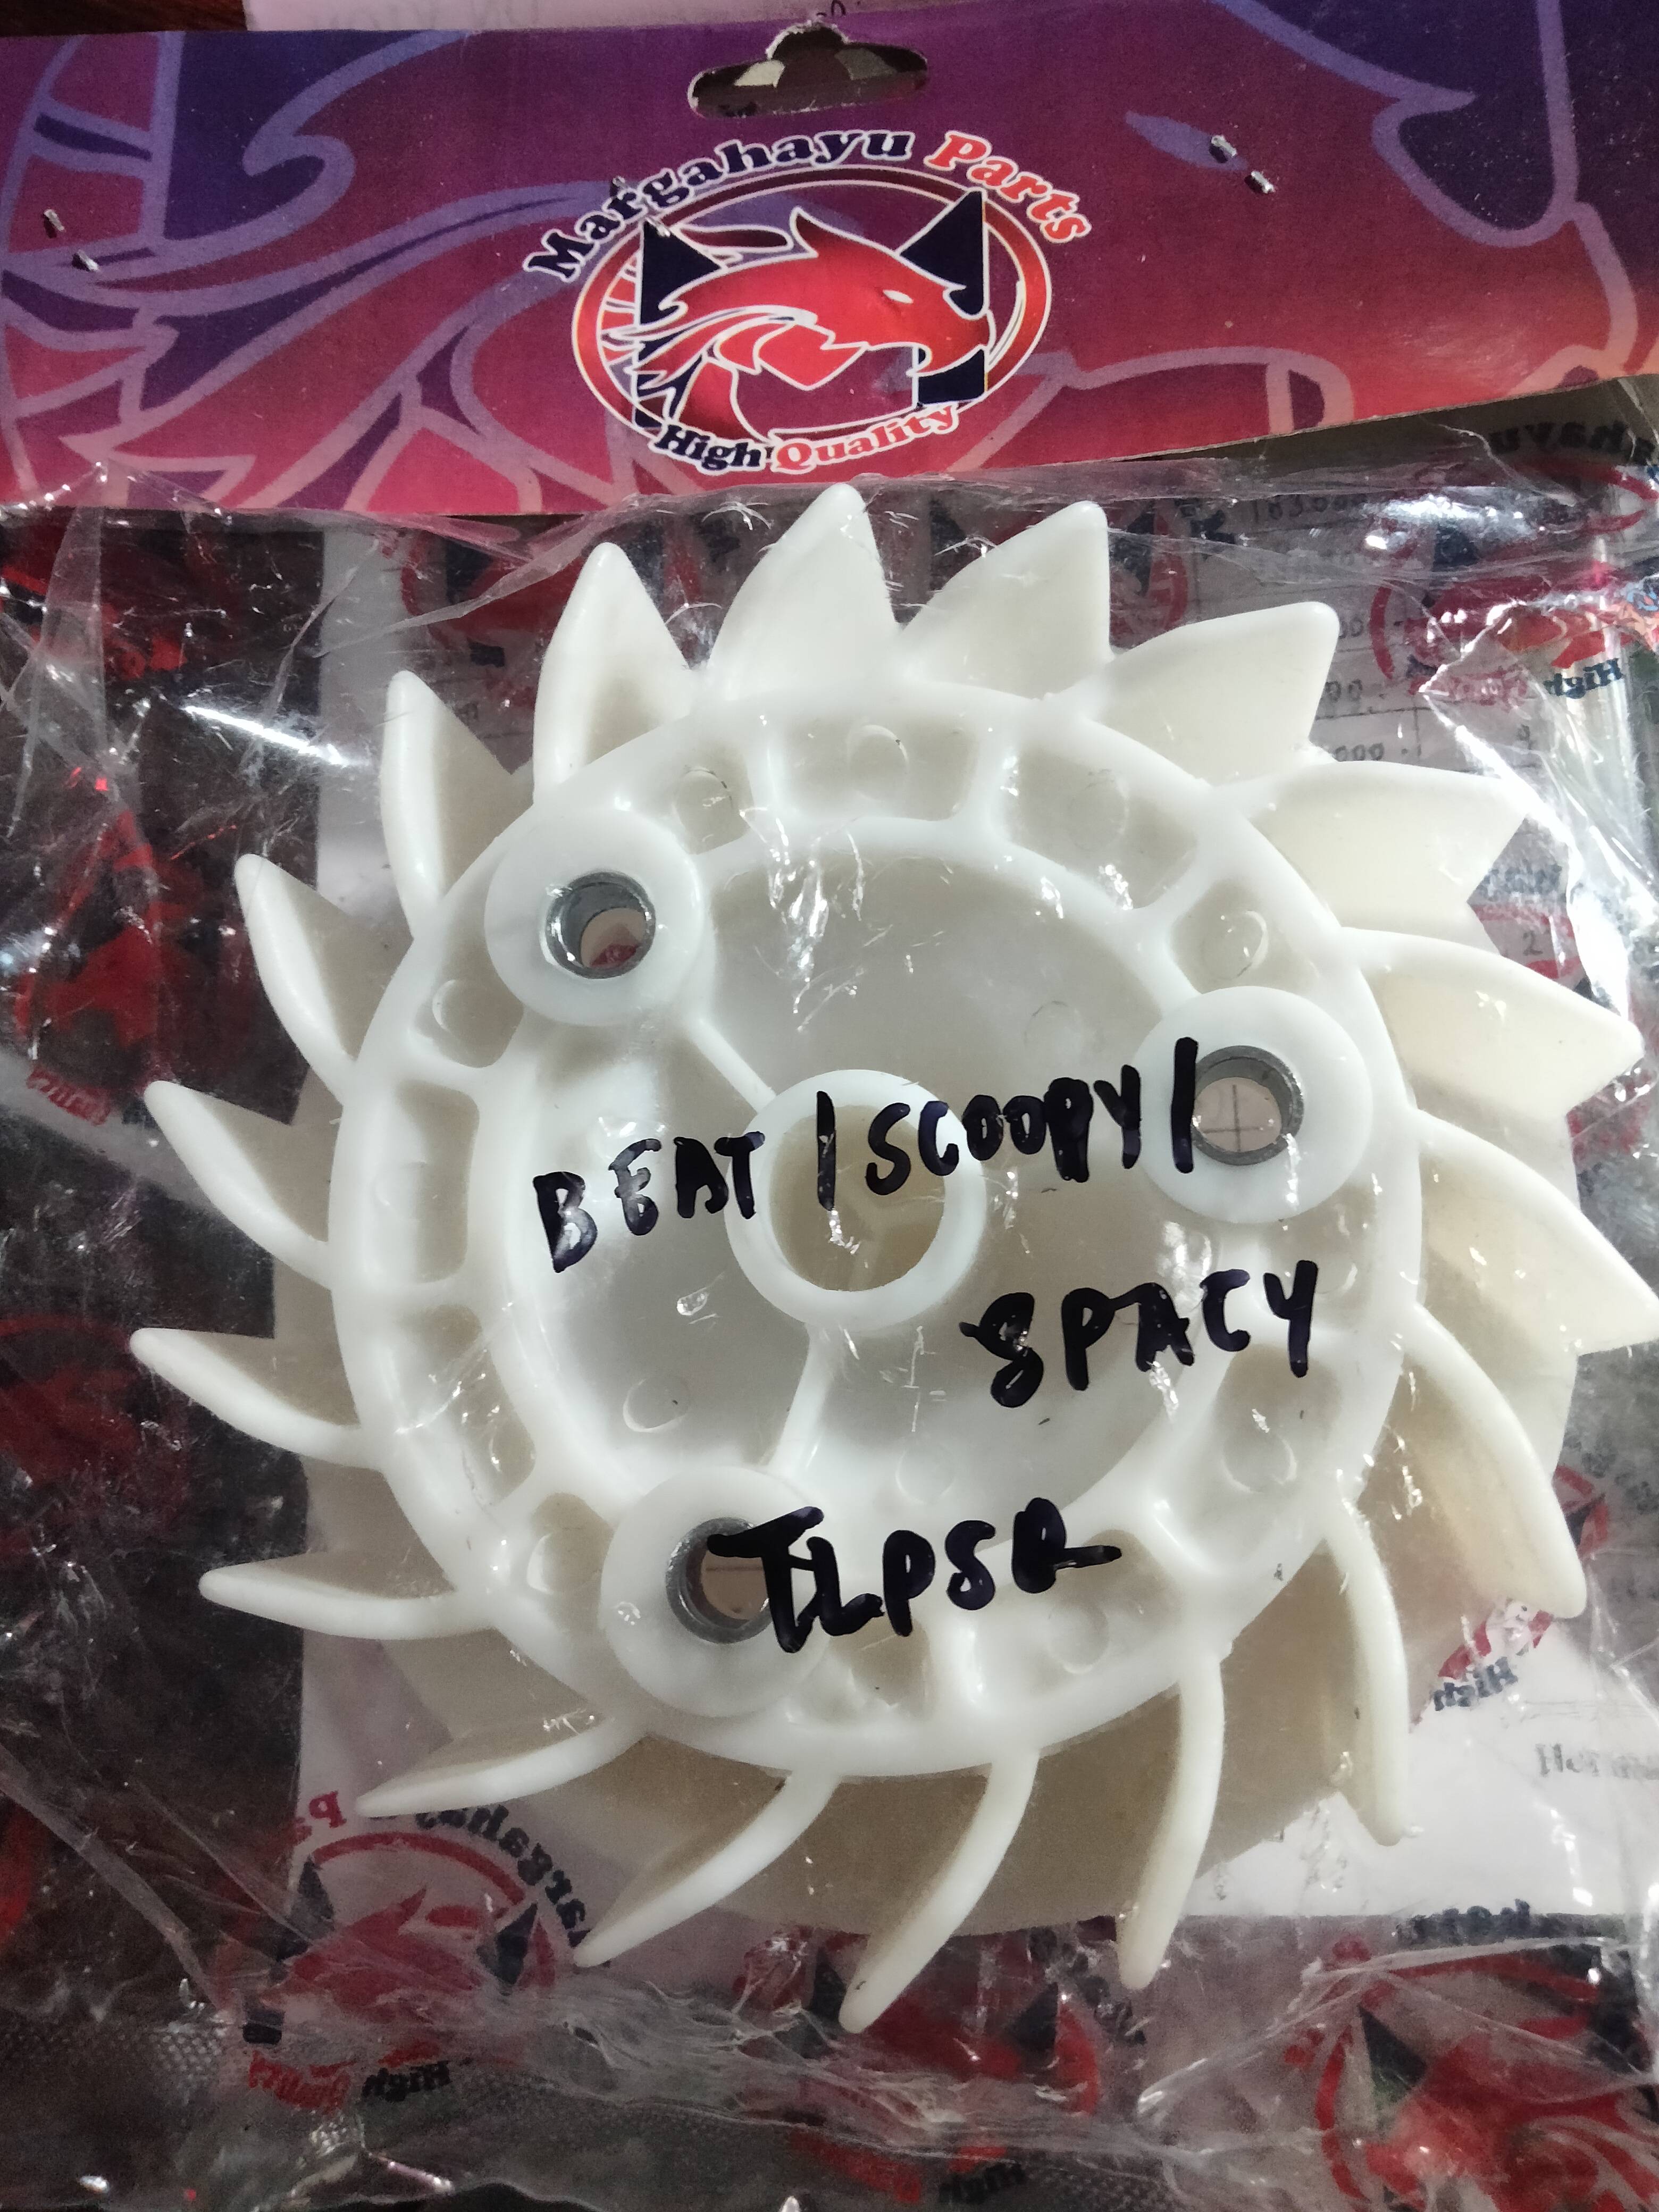 Margahayu Parts
High Quality
BEAT / SCOOPY /
SPACY
TLPSR